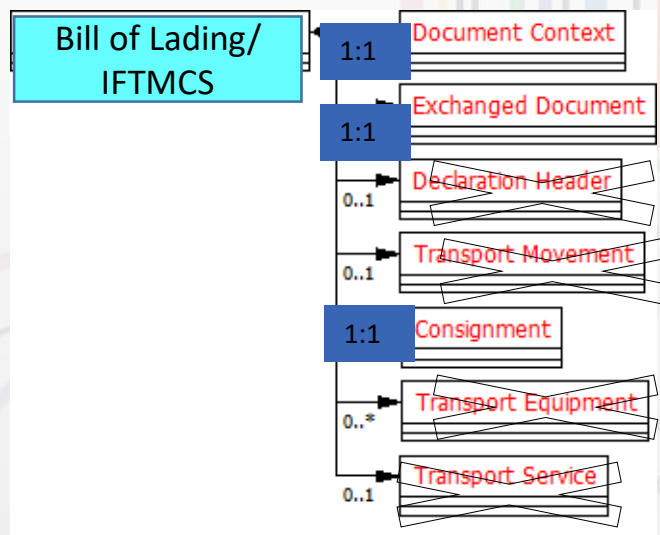 Bill of Lading/
IFTMCS
1:1
Document Context
Exchanged Document
1:1
Declaration Header
0..1
Transport Movement
0..1
1:1
Consignment
Transport Equipment
0..*
Transport Service
0..1